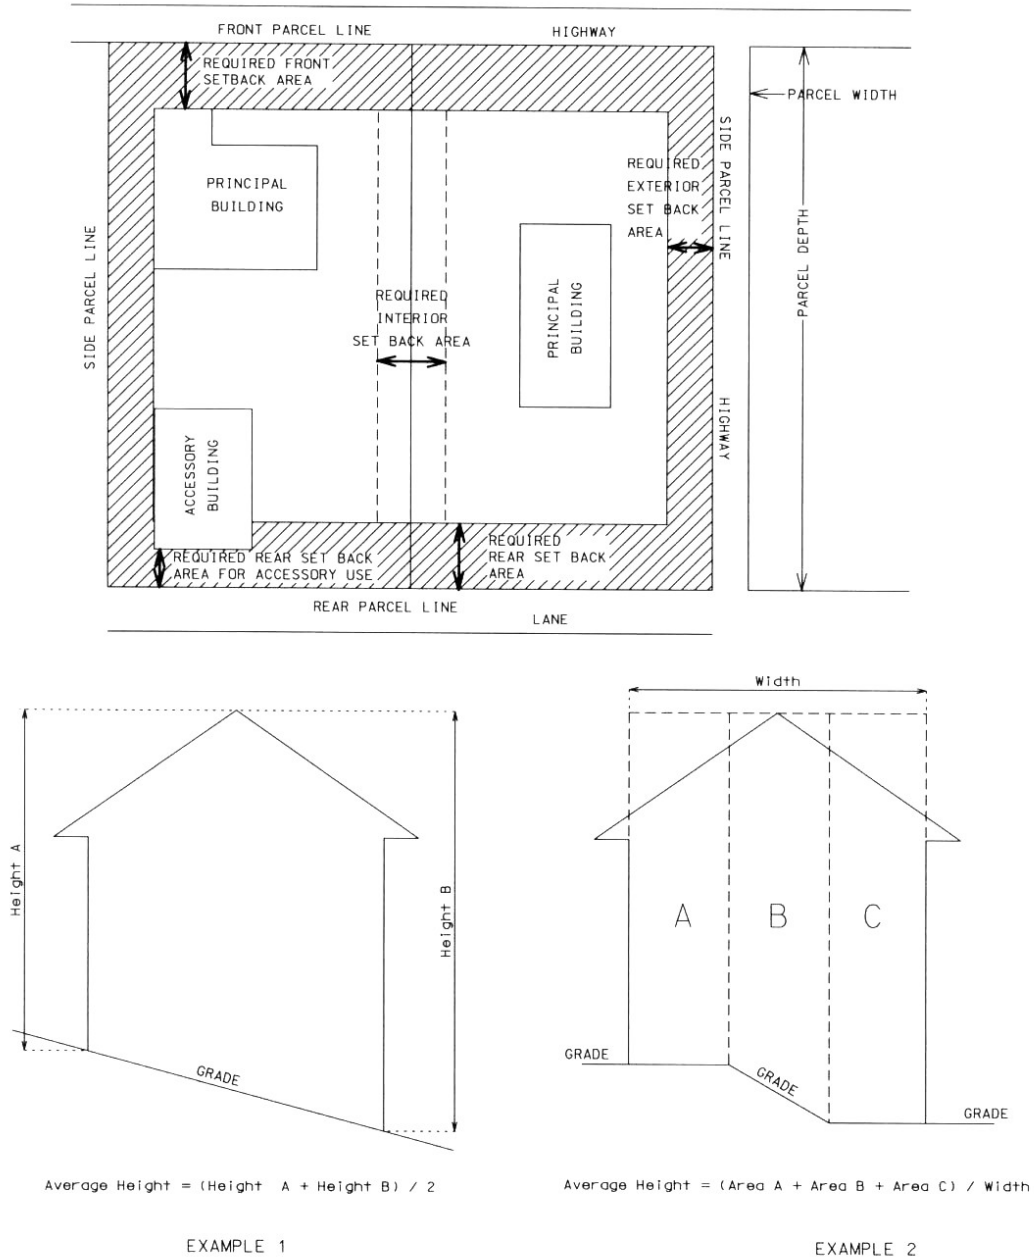 FRONT PARCEL LINE
HIGHWAY
REQUIRED FRONT
SETBACK AREA
PARCEL WIDTH
SIDE PARCEL LINE
REQUIRED
EXTERIOR
SET BACK
AREA
PRINCIPAL
BUILDING
PARCEL DEPTH
SIDE PARCEL LINE
REQUIRED
INTERIOR
SET BACK AREA
PRINCIPAL
BUILDING
HIGHWAY
ACCESSORY
BUILDING
REQUIRED
REAR SET BACK
AREA
REQUIRED REAR SET BACK
AREA FOR ACCESSORY USE
REAR PARCEL LINE
LANE
Width
Height A
Height B
A
B
C
GRADE
GRADE
GRADE
GRADE
Average Height = (Height A + Height B) / 2
Average Height = (Area A + Area B + Area C) / Width
EXAMPLE 1
EXAMPLE 2